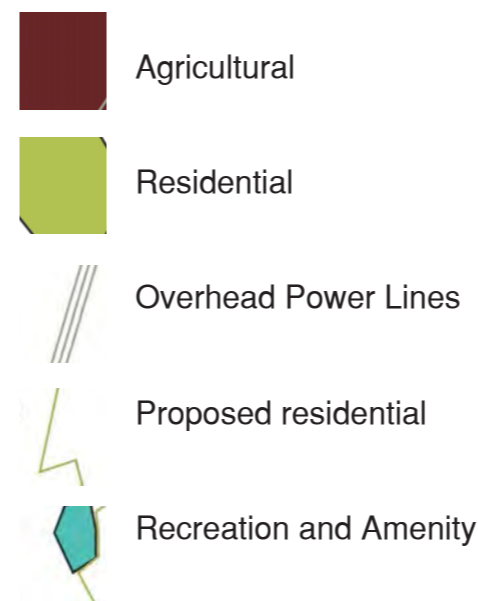 Agricultural
Residential
Overhead Power Lines
Proposed residential
Recreation and Amenity